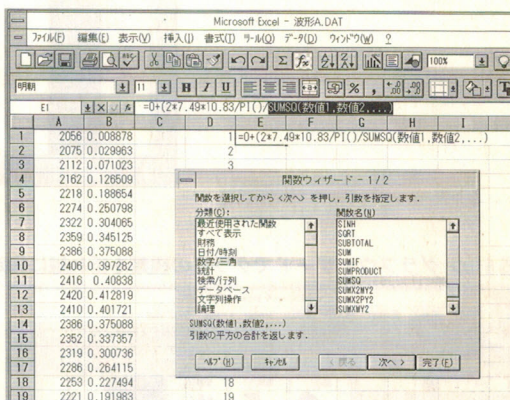 Microsoft Excel - 波形A.DAT
ファイル(F) 編集(E) 表示(V) 挿入(I) 書式(T) ツール(O) データ(D) ウィンドウ(W) ?
100%
明朝 11 B I U
E1 =0+(2*7.49*10.83/PI()/SUMSQ(数値1,数値2,...)
A B C D E F G H I
1 2056 0.008878 1 =0+(2*7.49*10.83/PI()/SUMSQ(数値1,数値2,...)
2 2075 0.029963 2
3 2112 0.071023 3
4 2162 0.126509
5 2218 0.188654
6 2274 0.250798
7 2322 0.304065
8 2359 0.345125
9 2386 0.375088
10 2406 0.397282
11 2416 0.40838
12 2420 0.412819
13 2410 0.401721
14 2386 0.375088
15 2352 0.337357
16 2319 0.300736
17 2286 0.264115
18 2253 0.227494 18
19 2221 0.191983 19
関数ウィザード - 1/2
関数を選択してから <次へ> を押し，引数を指定します．
分類(C): 関数名(N)
最近使用された関数
すべて表示
財務
日付/時刻
数学/三角
統計
検索/行列
データベース
文字列操作
論理
SINH
SQRT
SUBTOTAL
SUM
SUMIF
SUMPRODUCT
SUMSQ
SUMX2MY2
SUMX2PY2
SUMXMY2
SUMSQ(数値1,数値2,...)
引数の平方の合計を返します．
ヘルプ(H) キャンセル < 戻る 次へ > 完了(F)